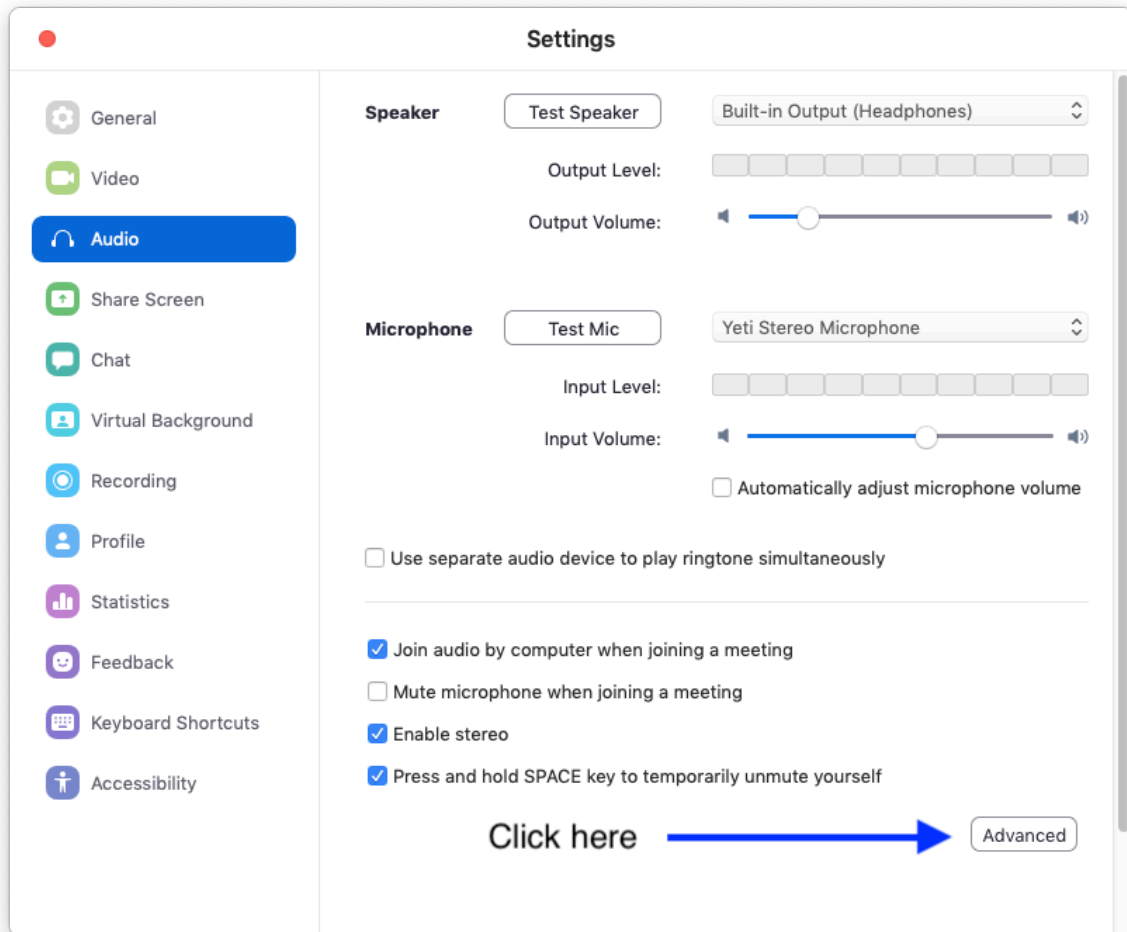 Settings
General
Video
Audio
Share Screen
Chat
Virtual Background
Recording
Profile
Statistics
Feedback
Keyboard Shortcuts
Accessibility
Speaker Test Speaker Built-in Output (Headphones)
Output Level:
Output Volume:
Microphone Test Mic Yeti Stereo Microphone
Input Level:
Input Volume:
Automatically adjust microphone volume
Use separate audio device to play ringtone simultaneously
Join audio by computer when joining a meeting
Mute microphone when joining a meeting
Enable stereo
Press and hold SPACE key to temporarily unmute yourself
Click here Advanced